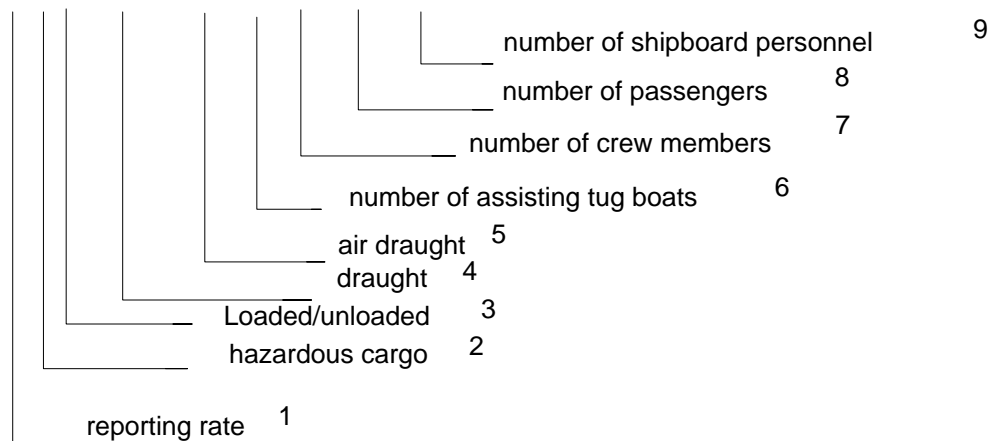 number of shipboard personnel 9
number of passengers 8
number of crew members 7
number of assisting tug boats 6
air draught 5
draught 4
Loaded/unloaded 3
hazardous cargo 2
reporting rate 1